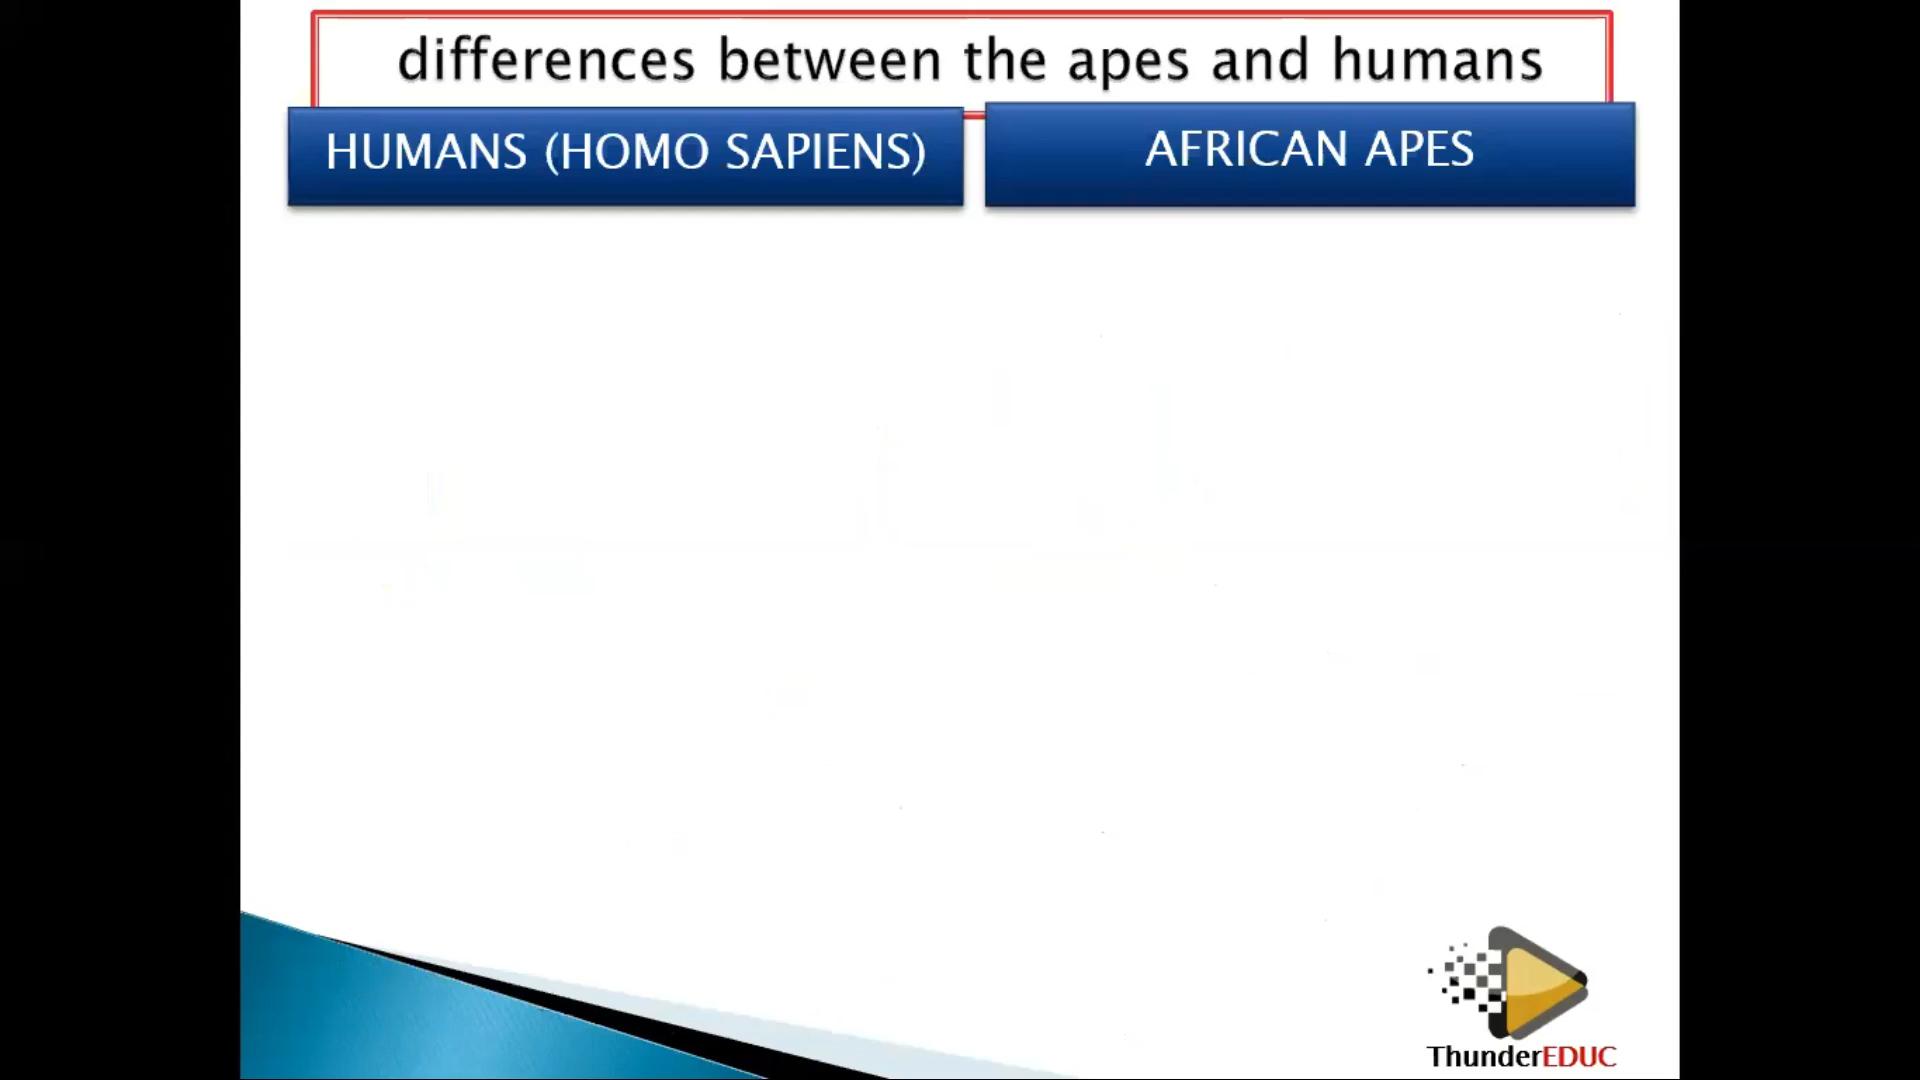 differences between the apes and humans
HUMANS (HOMO SAPIENS)
AFRICAN APES
ThunderEDUC